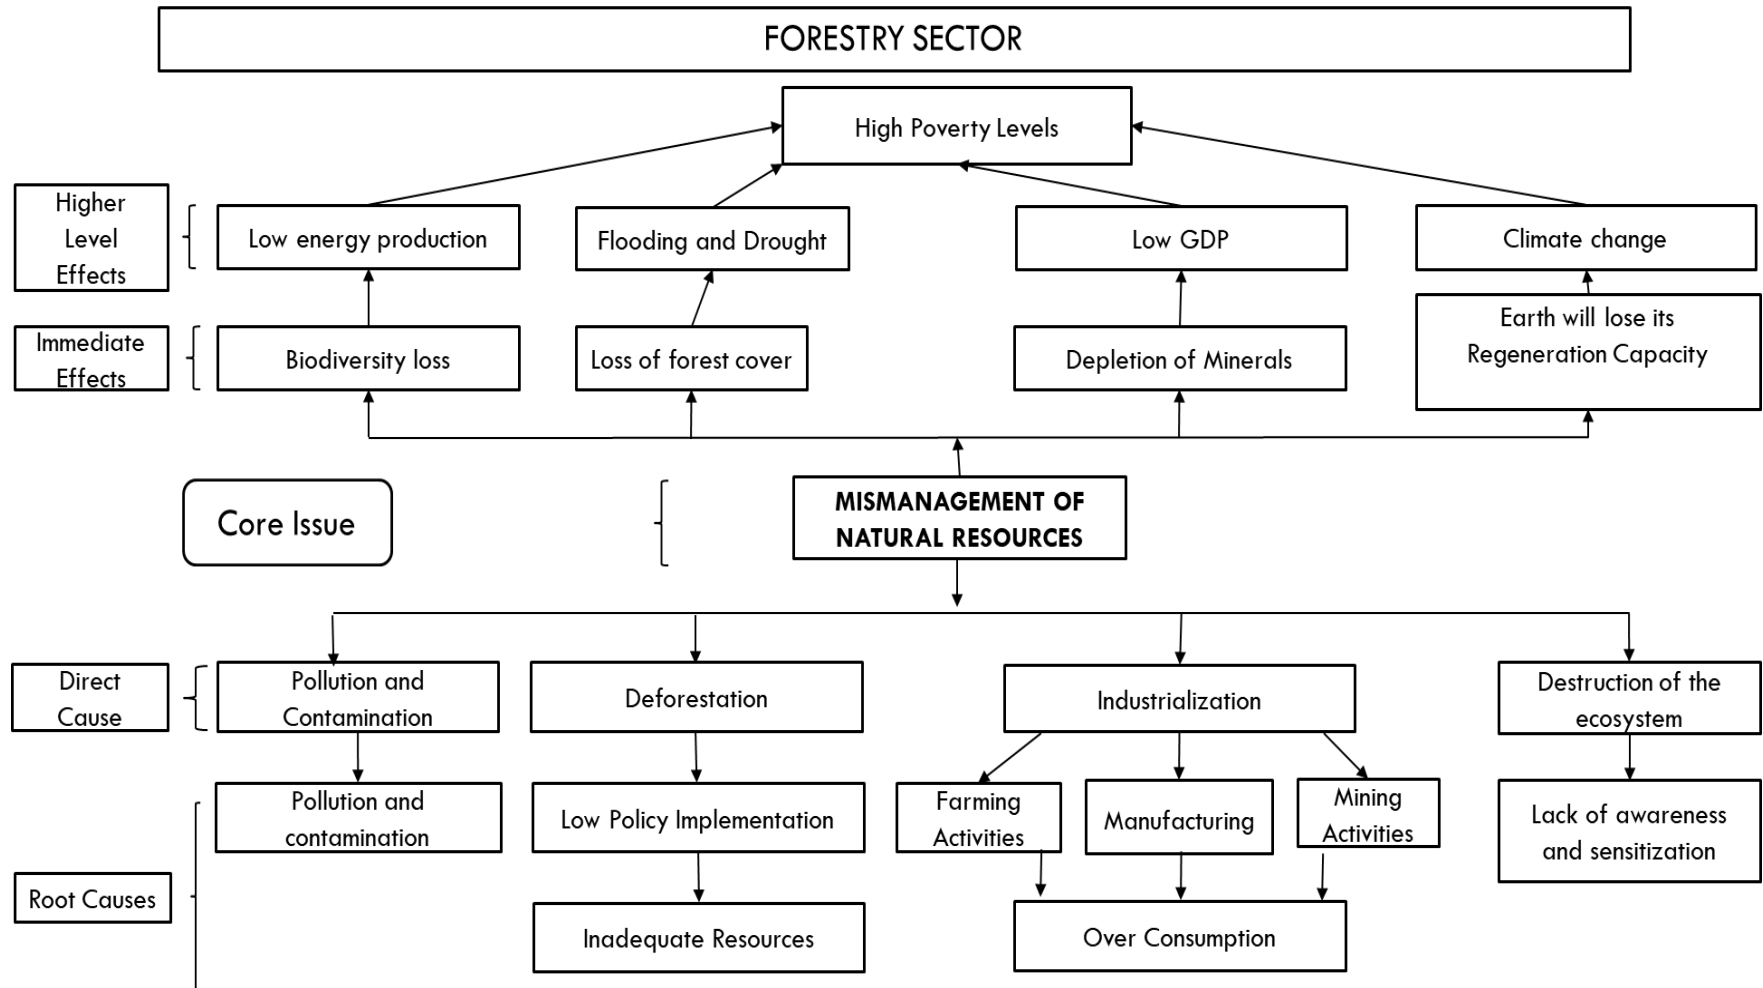 FORESTRY SECTOR
High Poverty Levels
Higher
Level
Effects
Low energy production
Flooding and Drought
Low GDP
Climate change
Immediate
Effects
Biodiversity loss
Loss of forest cover
Depletion of Minerals
Earth will lose its
Regeneration Capacity
Core Issue
MISMANAGEMENT OF
NATURAL RESOURCES
Direct
Cause
Pollution and
Contamination
Deforestation
Industrialization
Destruction of the
ecosystem
Root Causes
Pollution and
contamination
Low Policy Implementation
Farming
Activities
Manufacturing
Mining
Activities
Lack of awareness
and sensitization
Inadequate Resources
Over Consumption